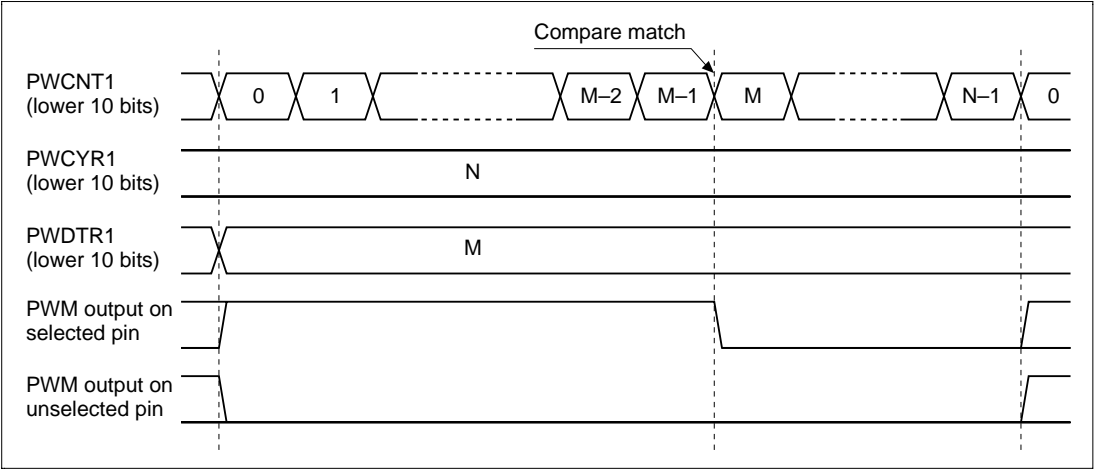 Compare match
PWCNT1
(lower 10 bits)
0 1 M–2 M–1 M N–1 0
PWCYR1
(lower 10 bits)
N
PWDTR1
(lower 10 bits)
M
PWM output on
selected pin
PWM output on
unselected pin